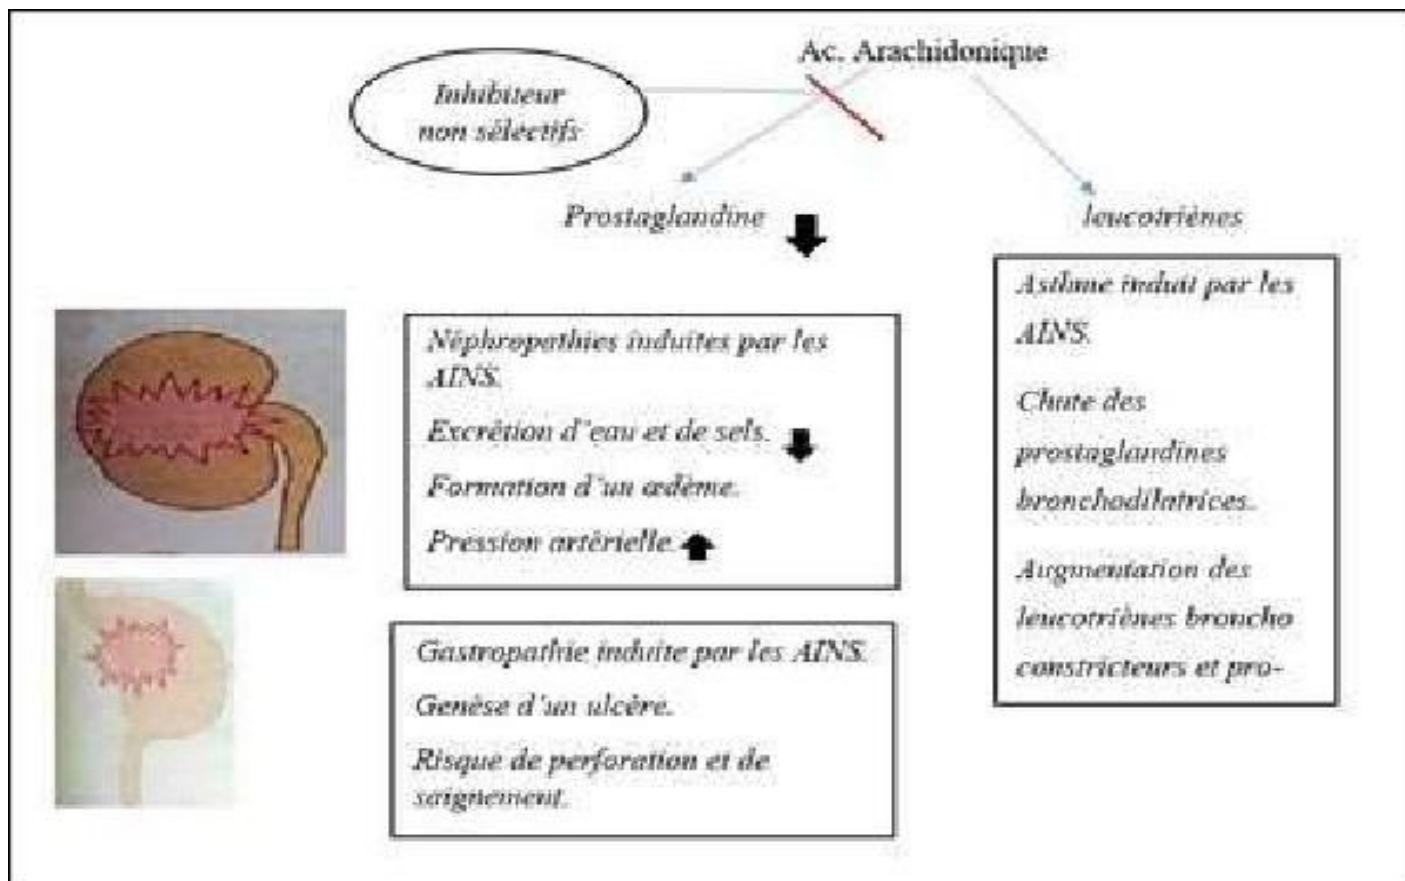 Ac. Arachidonique
Inhibiteur
non sélectifs
Prostaglandine
leucotriènes
Néphropathies induites par les
AINS.
Excrétion d'eau et de sels.
Formation d'un œdème.
Pression artérielle.
Gastropathie induite par les AINS.
Genèse d'un ulcère.
Risque de perforation et de
saignement.
Asthme induit par les
AINS.
Chute des
prostaglandines
bronchodilatrices.
Augmentation des
leucotriènes broncho
constricteurs et pro-